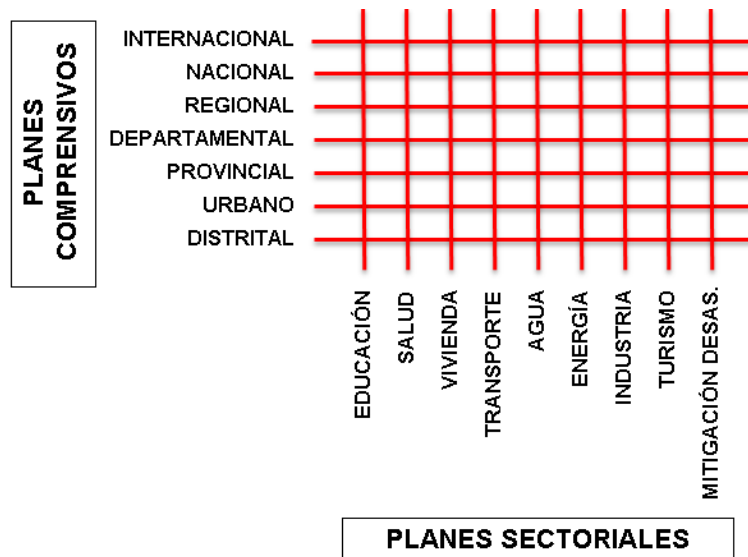 PLANES
COMPRENSIVOS
INTERNACIONAL
NACIONAL
REGIONAL
DEPARTAMENTAL
PROVINCIAL
URBANO
DISTRITAL
EDUCACIÓN
SALUD
VIVIENDA
TRANSPORTE
AGUA
ENERGÍA
INDUSTRIA
TURISMO
MITIGACIÓN DESAS.
PLANES SECTORIALES